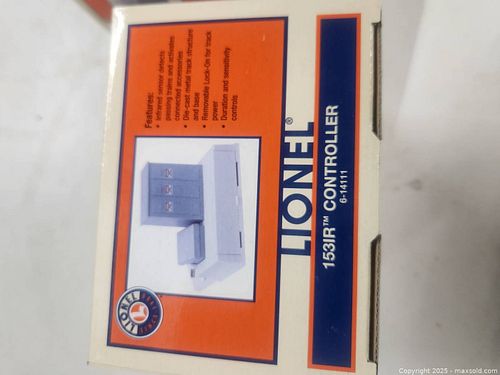 Features:
• Infrared sensor detects
passing trains and activates
connected accessories
• Die-cast metal track structure
and base
• Removable Lock-On for track
power
• Duration and sensitivity
controls
LIONEL
LIONEL®
153IR™ CONTROLLER
6-14111
Copyright 2025 - maxsold.com